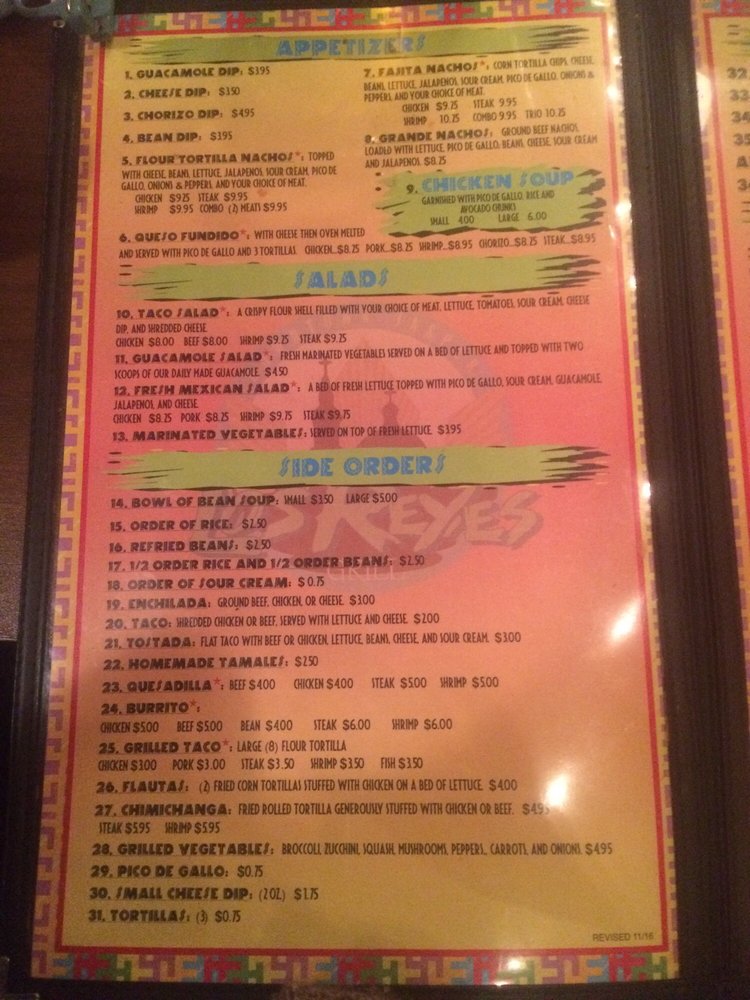 APPETIZERS
1. GUACAMOLE DIP: $3.95
2. CHEESE DIP: $3.50
3. CHORIZO DIP: $4.95
4. BEAN DIP: $3.95
5. FLOUR TORTILLA NACHOS*: TOPPED
WITH CHEESE, BEANS, LETTUCE, JALAPENOS, SOUR CREAM, PICO DE
GALLO, ONIONS & PEPPERS, AND YOUR CHOICE OF MEAT.
CHICKEN $9.25 STEAK $9.95
SHRIMP $9.95 COMBO (2) MEATS $9.95
7. FAJITA NACHOS*: CORN TORTILLA CHIPS, CHEESE,
BEANS, LETTUCE, JALAPENOS, SOUR CREAM, PICO DE GALLO, ONIONS &
PEPPERS, AND YOUR CHOICE OF MEAT.
CHICKEN $9.25 STEAK 9.95
SHRIMP 10.25 COMBO 9.95 TRIO 10.25
8. GRANDE NACHOS: GROUND BEEF NACHOS,
LOADED WITH LETTUCE, PICO DE GALLO, BEANS, CHEESE, SOUR CREAM
AND JALAPENOS. $8.25
9. CHICKEN SOUP
GARNISHED WITH PICO DE GALLO, RICE AND
AVOCADO CHUNKS
SMALL 4.00 LARGE 6.00
6. QUESO FUNDIDO*: WITH CHEESE THEN OVEN MELTED
AND SERVED WITH PICO DE GALLO AND 3 TORTILLAS. CHICKEN...$8.25 PORK...$8.25 SHRIMP...$8.95 CHORIZO...$8.25 STEAK...$8.95
SALADS
10. TACO SALAD*: A CRISPY FLOUR SHELL FILLED WITH YOUR CHOICE OF MEAT, LETTUCE, TOMATOES, SOUR CREAM, CHEESE
DIP, AND SHREDDED CHEESE.
CHICKEN $8.00 BEEF $8.00 SHRIMP $9.25 STEAK $9.25
11. GUACAMOLE SALAD*: FRESH MARINATED VEGETABLES SERVED ON A BED OF LETTUCE AND TOPPED WITH TWO
SCOOPS OF OUR DAILY MADE GUACAMOLE. $4.50
12. FRESH MEXICAN SALAD*: A BED OF FRESH LETTUCE TOPPED WITH PICO DE GALLO, SOUR CREAM, GUACAMOLE,
JALAPENOS, AND CHEESE.
CHICKEN $8.25 PORK $8.25 SHRIMP $9.75 STEAK $9.75
13. MARINATED VEGETABLES: SERVED ON TOP OF FRESH LETTUCE. $3.95
SIDE ORDERS
14. BOWL OF BEAN SOUP: SMALL $3.50 LARGE $5.00
15. ORDER OF RICE: $2.50
REYES
16. REFRIED BEANS: $2.50
17. 1/2 ORDER RICE AND 1/2 ORDER BEANS: $2.50
GRILL
18. ORDER OF SOUR CREAM: $0.75
19. ENCHILADA: GROUND BEEF, CHICKEN, OR CHEESE. $3.00
20. TACO: SHREDDED CHICKEN OR BEEF, SERVED WITH LETTUCE AND CHEESE. $2.00
21. TOSTADA: FLAT TACO WITH BEEF OR CHICKEN, LETTUCE, BEANS, CHEESE, AND SOUR CREAM. $3.00
22. HOMEMADE TAMALES: $2.50
23. QUESADILLA*: BEEF $4.00 CHICKEN $4.00 STEAK $5.00 SHRIMP $5.00
24. BURRITO*:
CHICKEN $5.00 BEEF $5.00 BEAN $4.00 STEAK $6.00 SHRIMP $6.00
25. GRILLED TACO*: LARGE (8) FLOUR TORTILLA
CHICKEN $3.00 PORK $3.00 STEAK $3.50 SHRIMP $3.50 FISH $3.50
26. FLAUTAS: (2) FRIED CORN TORTILLAS STUFFED WITH CHICKEN ON A BED OF LETTUCE. $4.00
27. CHIMICHANGA: FRIED ROLLED TORTILLA GENEROUSLY STUFFED WITH CHICKEN OR BEEF. $4.95
STEAK $5.95 SHRIMP $5.95
28. GRILLED VEGETABLES: BROCCOLI, ZUCCHINI, SQUASH, MUSHROOMS, PEPPERS,, CARROTS, AND ONIONS. $4.95
29. PICO DE GALLO: $0.75
30. SMALL CHEESE DIP: (2 OZ.) $1.75
31. TORTILLAS: (3) $0.75
REVISED 11/16
32
33
34